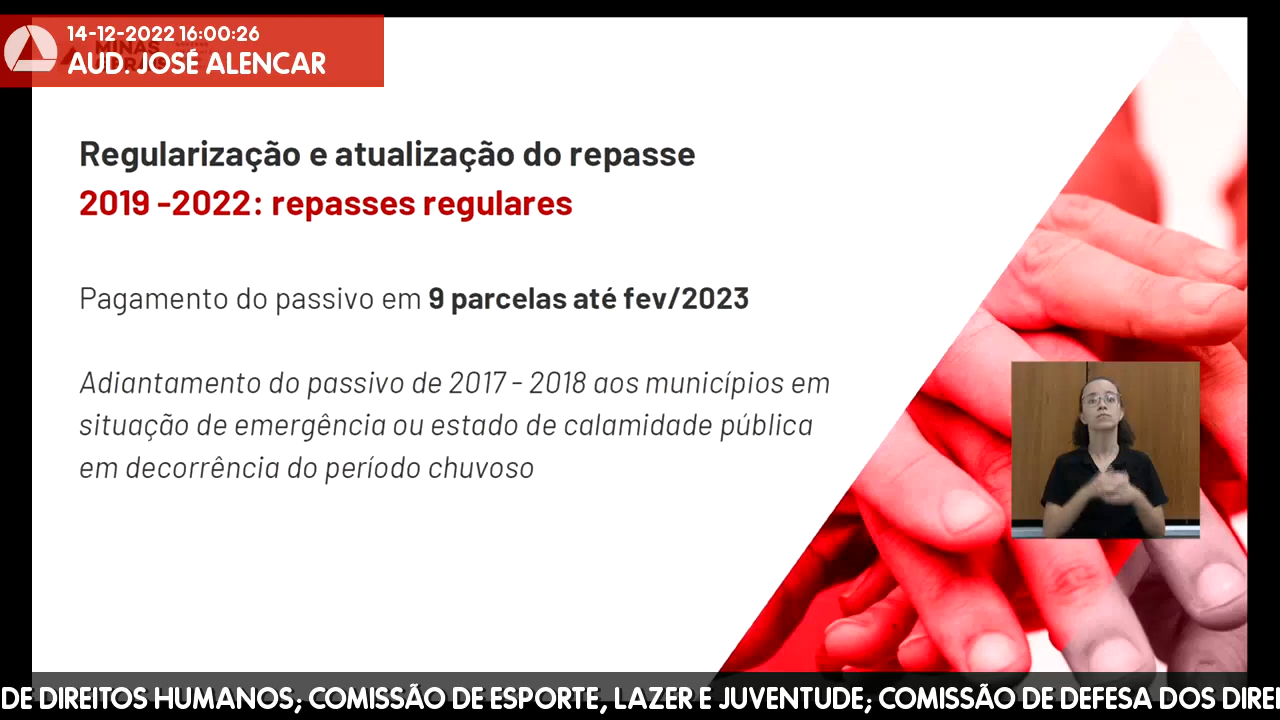 14-12-2022 16:00:26
AUD. JOSÉ ALENCAR
MINAS
Regularização e atualização do repasse
2019 -2022: repasses regulares
Pagamento do passivo em 9 parcelas até fev/2023
Adiantamento do passivo de 2017 - 2018 aos municípios em
situação de emergência ou estado de calamidade pública
em decorrência do período chuvoso
DE DIREITOS HUMANOS; COMISSÃO DE ESPORTE, LAZER E JUVENTUDE; COMISSÃO DE DEFESA DOS DIRE